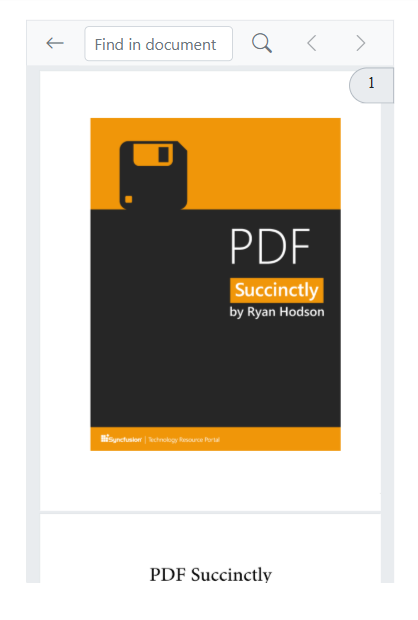 Find in document
1
PDF
Succinctly
by Ryan Hodson
Syncfusion | Technology Resource Portal
PDF Succinctly